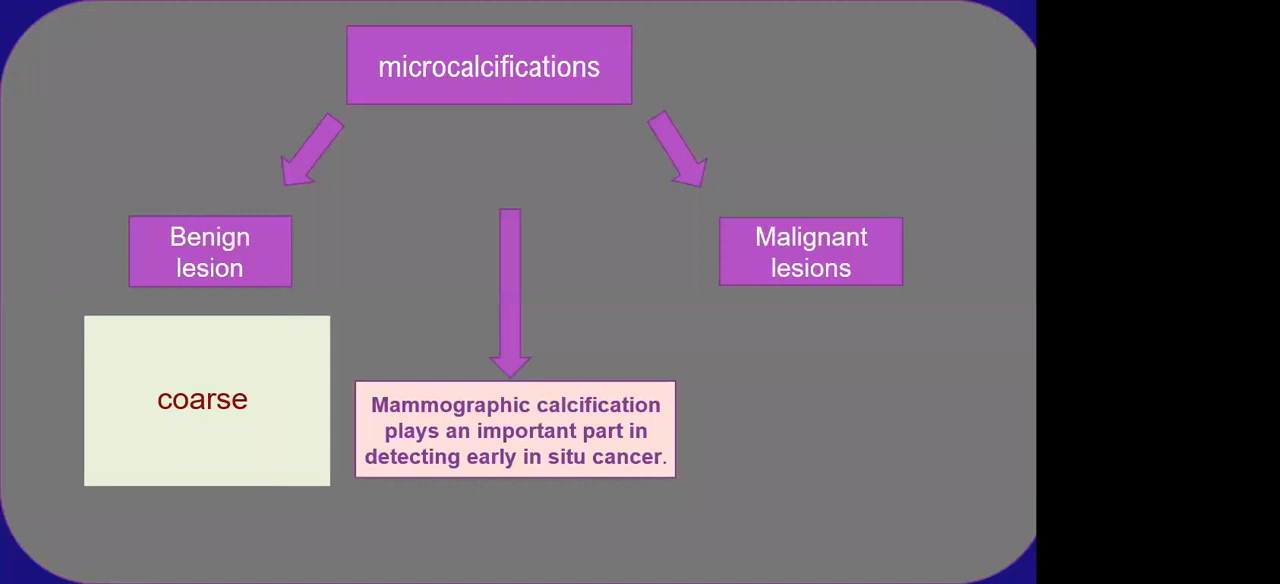 microcalcifications
Benign
lesion
Malignant
lesions
coarse
Mammographic calcification
plays an important part in
detecting early in situ cancer.